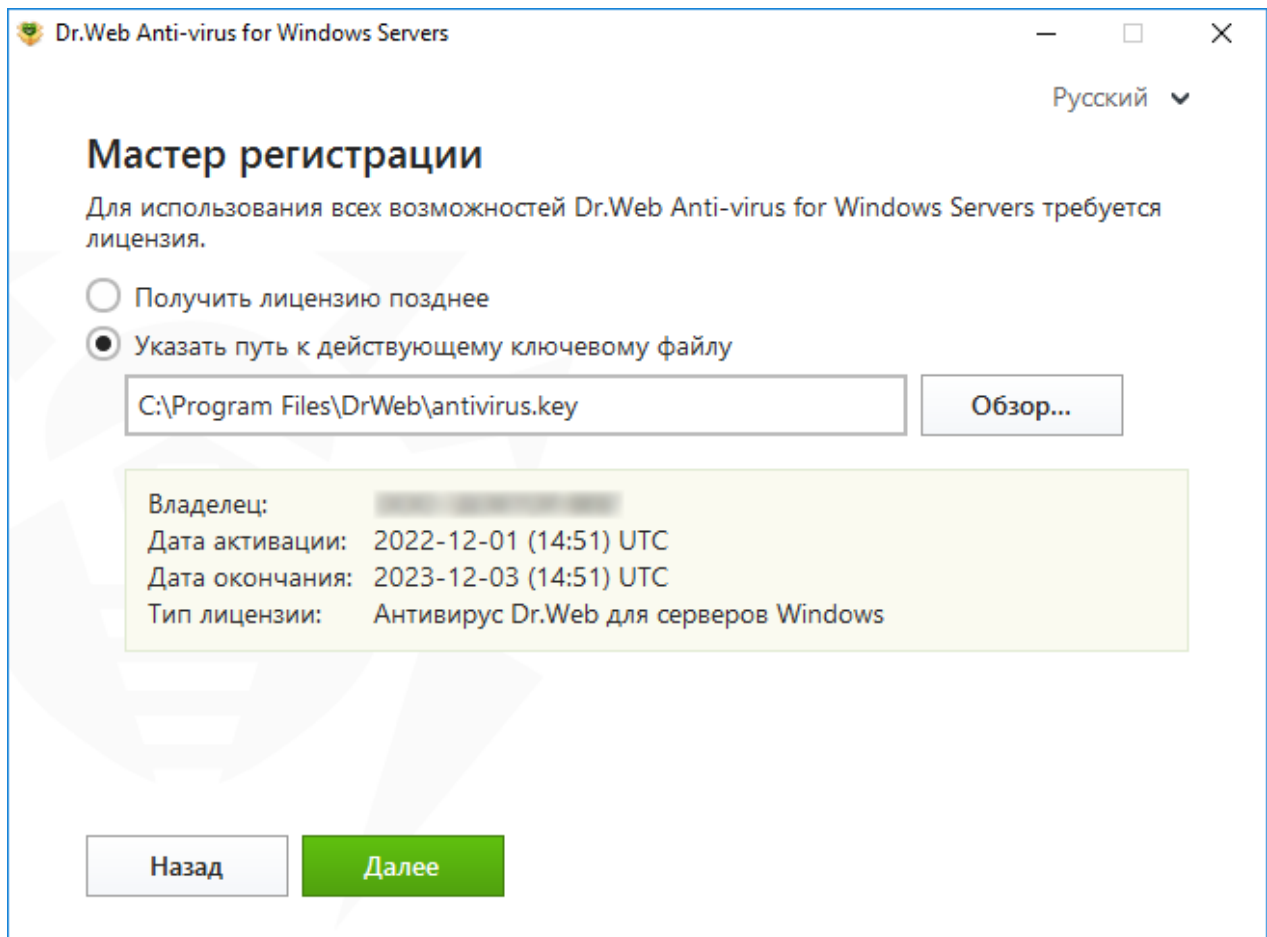 Dr.Web Anti-virus for Windows Servers
Русский
Мастер регистрации
Для использования всех возможностей Dr.Web Anti-virus for Windows Servers требуется
лицензия.
Получить лицензию позднее
Указать путь к действующему ключевому файлу
C:\Program Files\DrWeb\antivirus.key
Обзор...
Владелец:
Дата активации: 2022-12-01 (14:51) UTC
Дата окончания: 2023-12-03 (14:51) UTC
Тип лицензии: Антивирус Dr.Web для серверов Windows
Назад
Далее